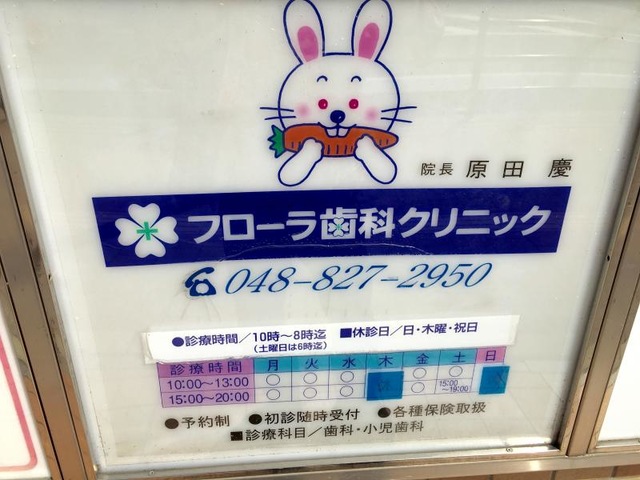 院長 原田 慶
フローラ歯科クリニック
048-827-2950
●診療時間／10時～8時迄 ■休診日／日・木曜・祝日
(土曜日は6時迄)
診療時間 月 火 水 木 金 土 日
10:00～13:00 ○ ○ ○ ○ ○
15:00～20:00 ○ ○ ○ ○ 15:00～19:00
●予約制 ●初診随時受付 ●各種保険取扱
■診療科目／歯科・小児歯科